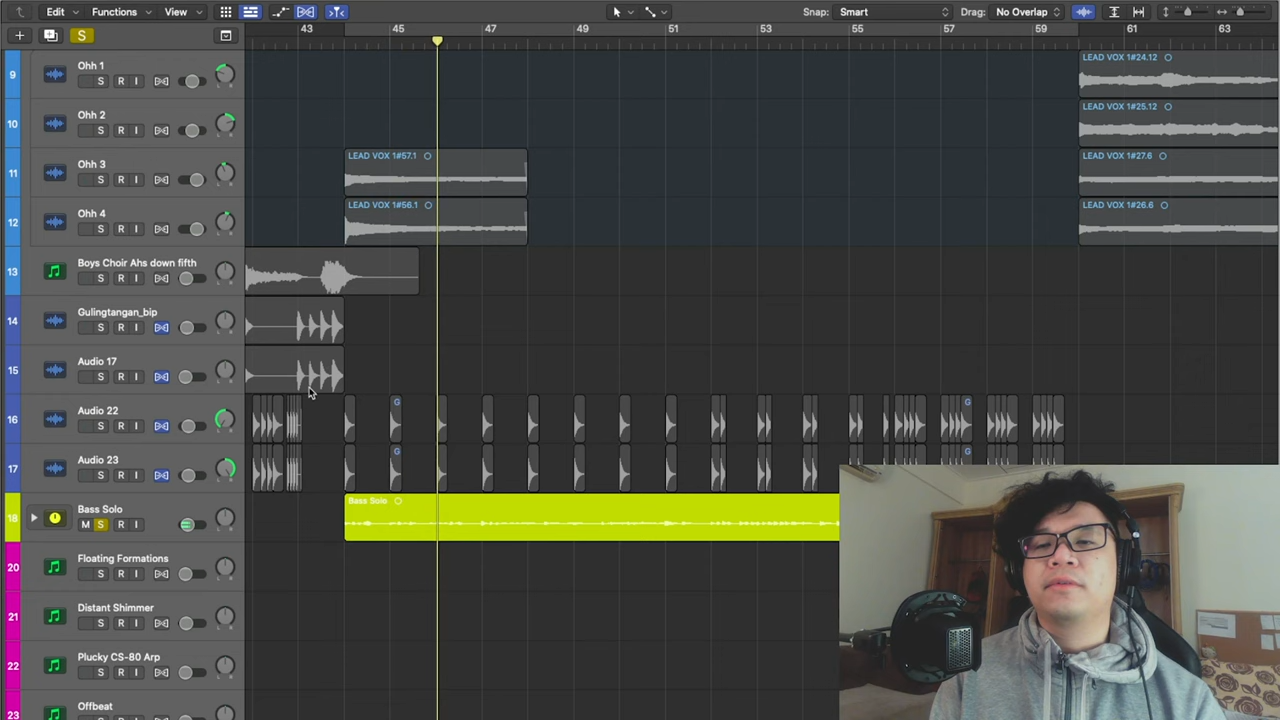 Edit Functions View Snap: Smart Drag: No Overlap
S
43 45 47 49 51 53 55 57 59 61 63
9 Ohh 1
S R I
LEAD VOX 1#24.12
10 Ohh 2
S R I
LEAD VOX 1#25.12
11 Ohh 3
S R I
LEAD VOX 1#57.1
LEAD VOX 1#27.6
12 Ohh 4
S R I
LEAD VOX 1#56.1
LEAD VOX 1#26.6
13 Boys Choir Ahs down fifth
S R I
14 Gulingtangan_bip
S R I
15 Audio 17
S R I
16 Audio 22
S R I
G G
17 Audio 23
S R I
G G
18 Bass Solo
M S R I
Bass Solo
20 Floating Formations
S R I
21 Distant Shimmer
S R I
22 Plucky CS-80 Arp
S R I
23 Offbeat